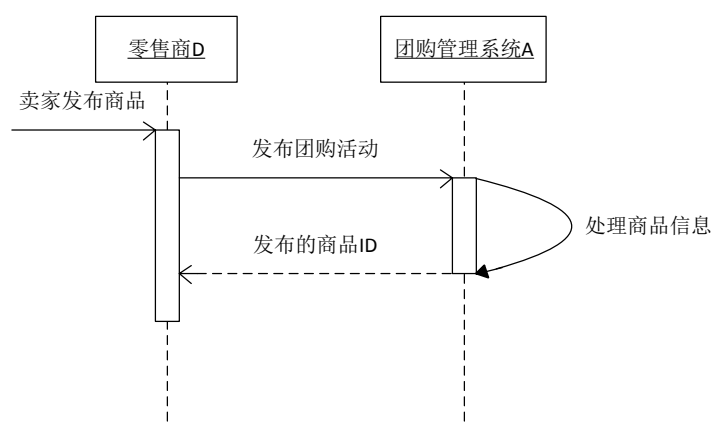 零售商D
团购管理系统A
卖家发布商品
发布团购活动
处理商品信息
发布的商品ID